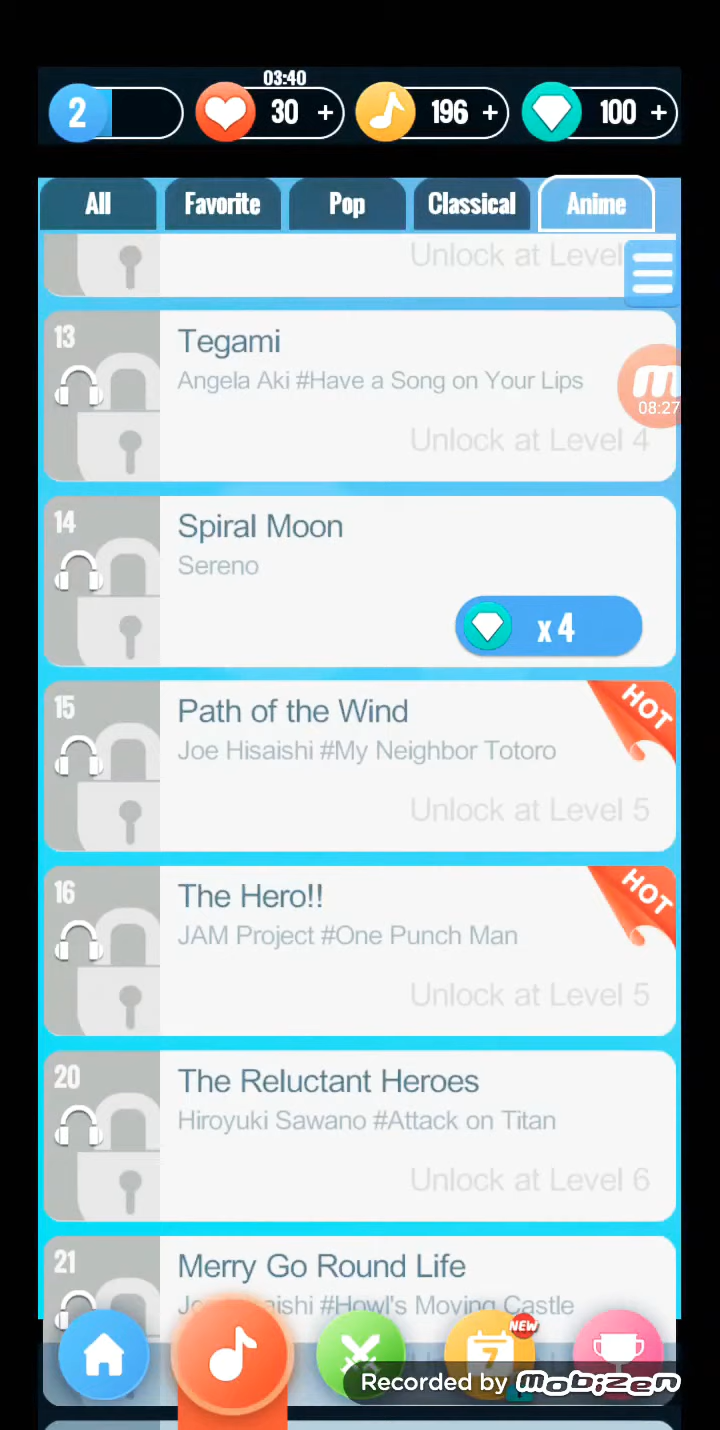 03:40
2
30 +
196 +
100 +
All
Favorite
Pop
Classical
Anime
Unlock at Level
13
Tegami
Angela Aki #Have a Song on Your Lips
08:27
Unlock at Level 4
14
Spiral Moon
Sereno
x4
15
Path of the Wind
HOT
Joe Hisaishi #My Neighbor Totoro
Unlock at Level 5
16
The Hero!!
HOT
JAM Project #One Punch Man
Unlock at Level 5
20
The Reluctant Heroes
Hiroyuki Sawano #Attack on Titan
Unlock at Level 6
21
Merry Go Round Life
#Howl's Moving Castle
NEW
7
Recorded by mobizen